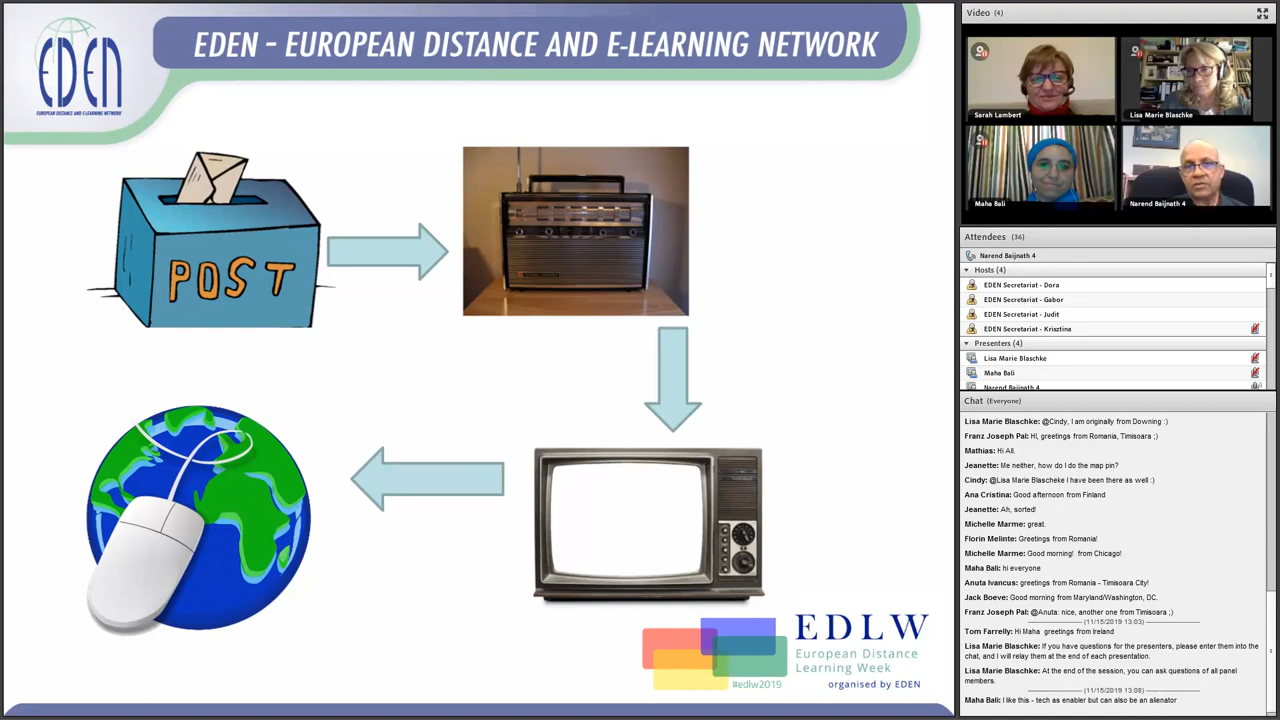 EDEN
EUROPEAN DISTANCE AND E-LEARNING NETWORK
EDEN - EUROPEAN DISTANCE AND E-LEARNING NETWORK
POST
EDLW
European Distance
Learning Week
#edlw2019
organised by EDEN
Video (4)
Sarah Lambert
Lisa Marie Blaschke
Maha Bali
Narend Baijnath 4
Attendees (36)
Narend Baijnath 4
Hosts (4)
EDEN Secretariat - Dora
EDEN Secretariat - Gabor
EDEN Secretariat - Judit
EDEN Secretariat - Krisztina
Presenters (4)
Lisa Marie Blaschke
Maha Bali
Narend Baijnath 4
Chat (Everyone)
Lisa Marie Blaschke: @Cindy, I am originally from Downing :)
Franz Joseph Pal: HI, greetings from Romania, Timisoara ;)
Mathias: Hi All.
Jeanette: Me neither, how do I do the map pin?
Cindy: @Lisa Marie Blascheke I have been there as well :)
Ana Cristina: Good afternoon from Finland
Jeanette: Ah, sorted!
Michelle Marme: great.
Florin Melinte: Greetings from Romania!
Michelle Marme: Good morning! from Chicago!
Maha Bali: hi everyone
Anuta Ivancus: greetings of Romania - Timisoara City!
Jack Boeve: Good morning from Maryland/Washington, DC.
Franz Joseph Pal: @Anuta: nice, another one from Timisoara ;)
(11/15/2019 13:03)
Tom Farrelly: Hi Maha greetings from Ireland
Lisa Marie Blaschke: If you have questions for the presenters, please enter them into the
chat, and I will relay them at the end of each presentation.
Lisa Marie Blaschke: At the end of the session, you can ask questions of all panel
members.
(11/15/2019 13:08)
Maha Bali: I like this - tech as enabler but can also be an alienator